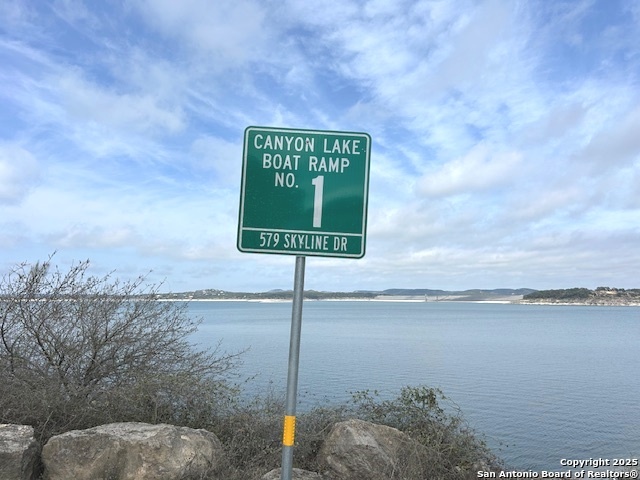 CANYON LAKE
BOAT RAMP
NO. 1
579 SKYLINE DR
Copyright © 2025
San Antonio Board of Realtors®